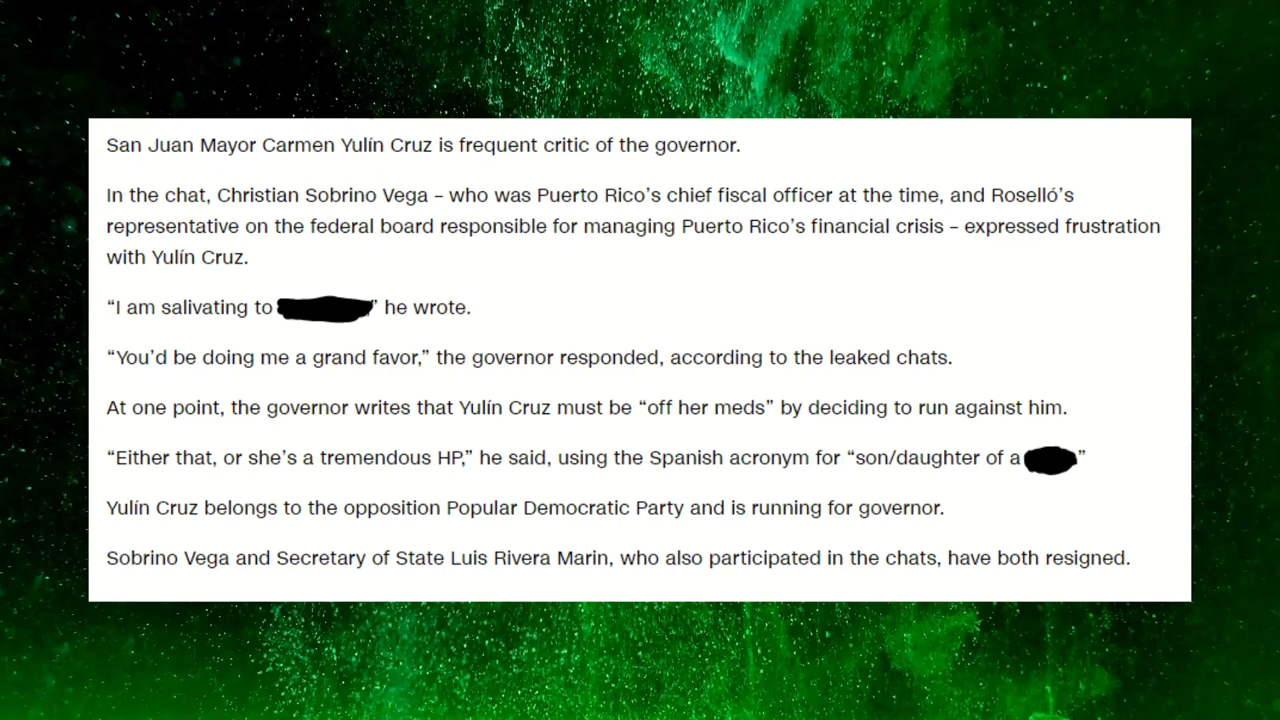 San Juan Mayor Carmen Yulín Cruz is frequent critic of the governor.
In the chat, Christian Sobrino Vega – who was Puerto Rico's chief fiscal officer at the time, and Roselló's
representative on the federal board responsible for managing Puerto Rico's financial crisis – expressed frustration
with Yulín Cruz.
“I am salivating to ” he wrote.
“You'd be doing me a grand favor,” the governor responded, according to the leaked chats.
At one point, the governor writes that Yulín Cruz must be “off her meds” by deciding to run against him.
“Either that, or she's a tremendous HP,” he said, using the Spanish acronym for “son/daughter of a ”
Yulín Cruz belongs to the opposition Popular Democratic Party and is running for governor.
Sobrino Vega and Secretary of State Luis Rivera Marin, who also participated in the chats, have both resigned.